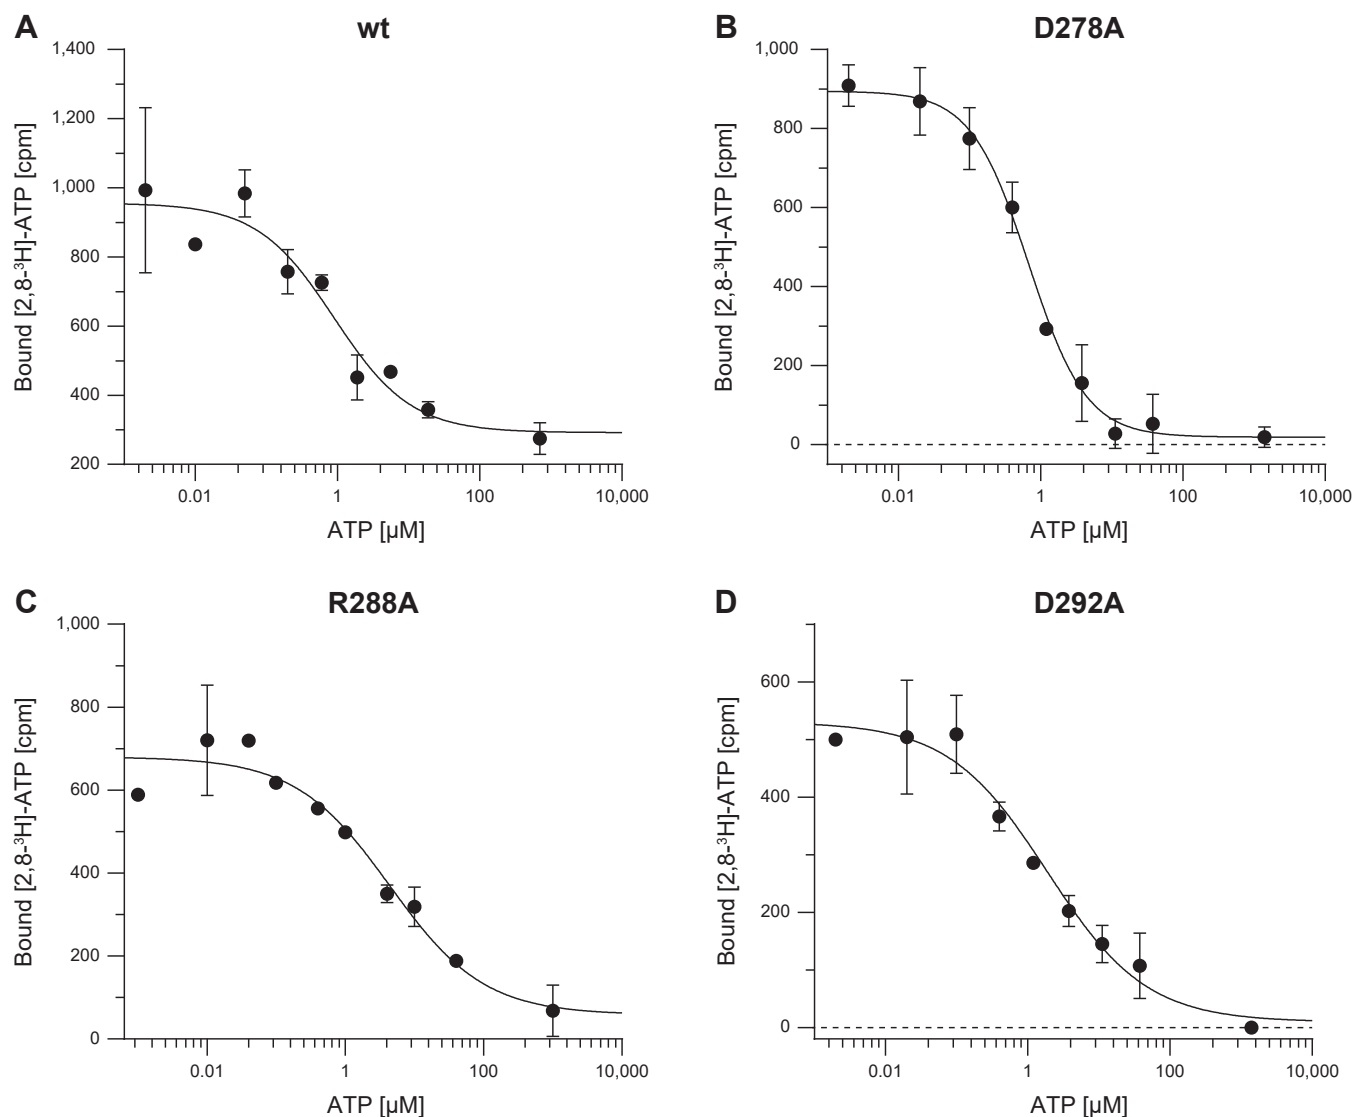 A
wt
1,400
1,200
1,000
800
600
400
200
Bound [2,8-³H]-ATP [cpm]
0.01
1
100
10,000
ATP [µM]
B
D278A
1,000
800
600
400
200
0
Bound [2,8-³H]-ATP [cpm]
0.01
1
100
10,000
ATP [µM]
C
R288A
1,000
800
600
400
200
0
Bound [2,8-³H]-ATP [cpm]
0.01
1
100
10,000
ATP [µM]
D
D292A
600
400
200
0
Bound [2,8-³H]-ATP [cpm]
0.01
1
100
10,000
ATP [µM]